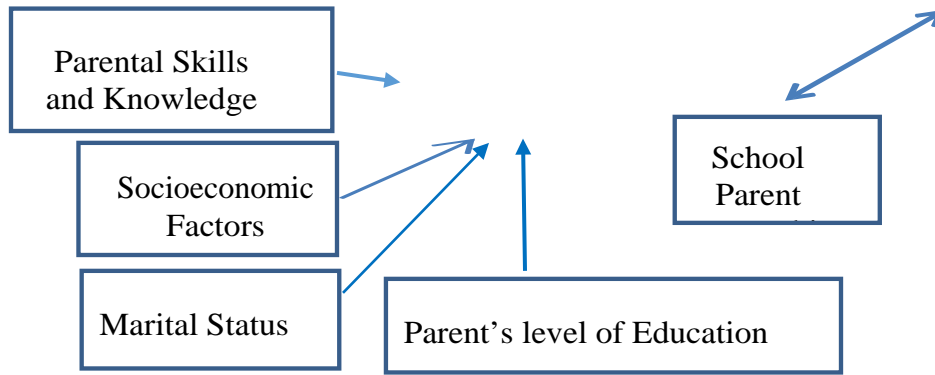 Parental Skills
and Knowledge
School
Parent
Socioeconomic
Factors
Marital Status
Parent’s level of Education